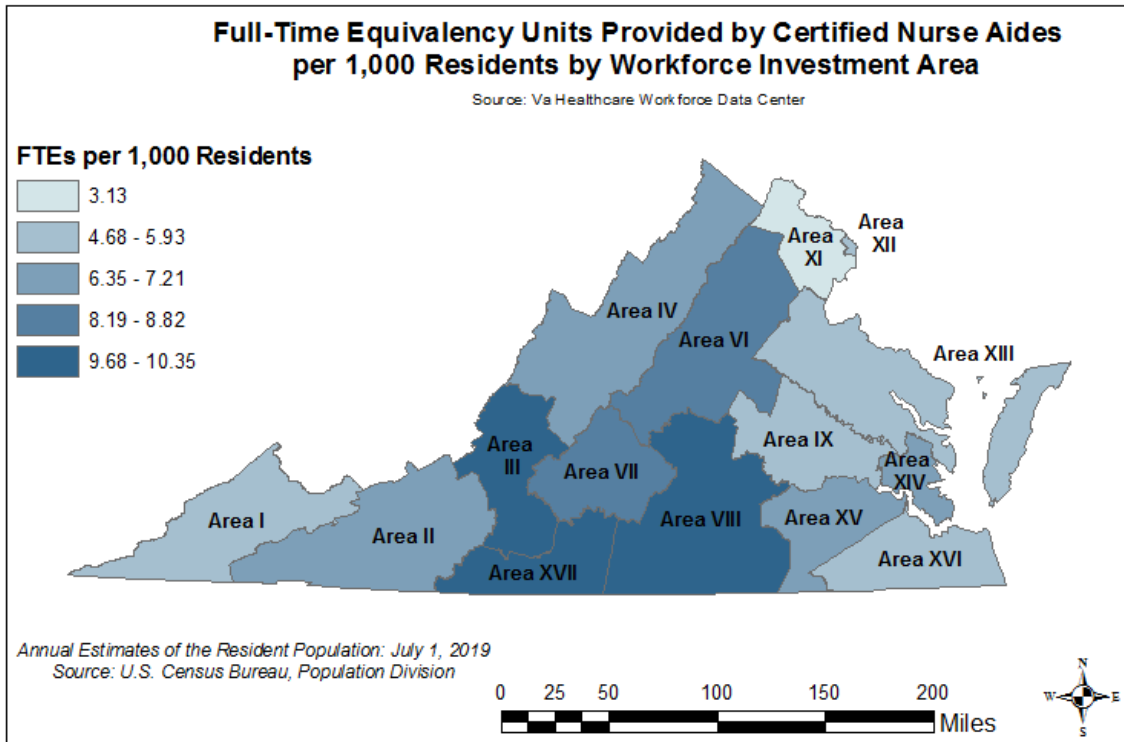 Full-Time Equivalency Units Provided by Certified Nurse Aides
per 1,000 Residents by Workforce Investment Area
Source: Va Healthcare Workforce Data Center
FTEs per 1,000 Residents
3.13
4.68 - 5.93
6.35 - 7.21
8.19 - 8.82
9.68 - 10.35
Area
XII
Area
XI
Area IV
Area VI
Area XIII
Area
III
Area IX
Area VII
Area
XIV
Area I
Area II
Area VIII
Area XV
Area XVI
Area XVII
Annual Estimates of the Resident Population: July 1, 2019
Source: U.S. Census Bureau, Population Division
0 25 50 100 150 200
Miles
N
W E
S